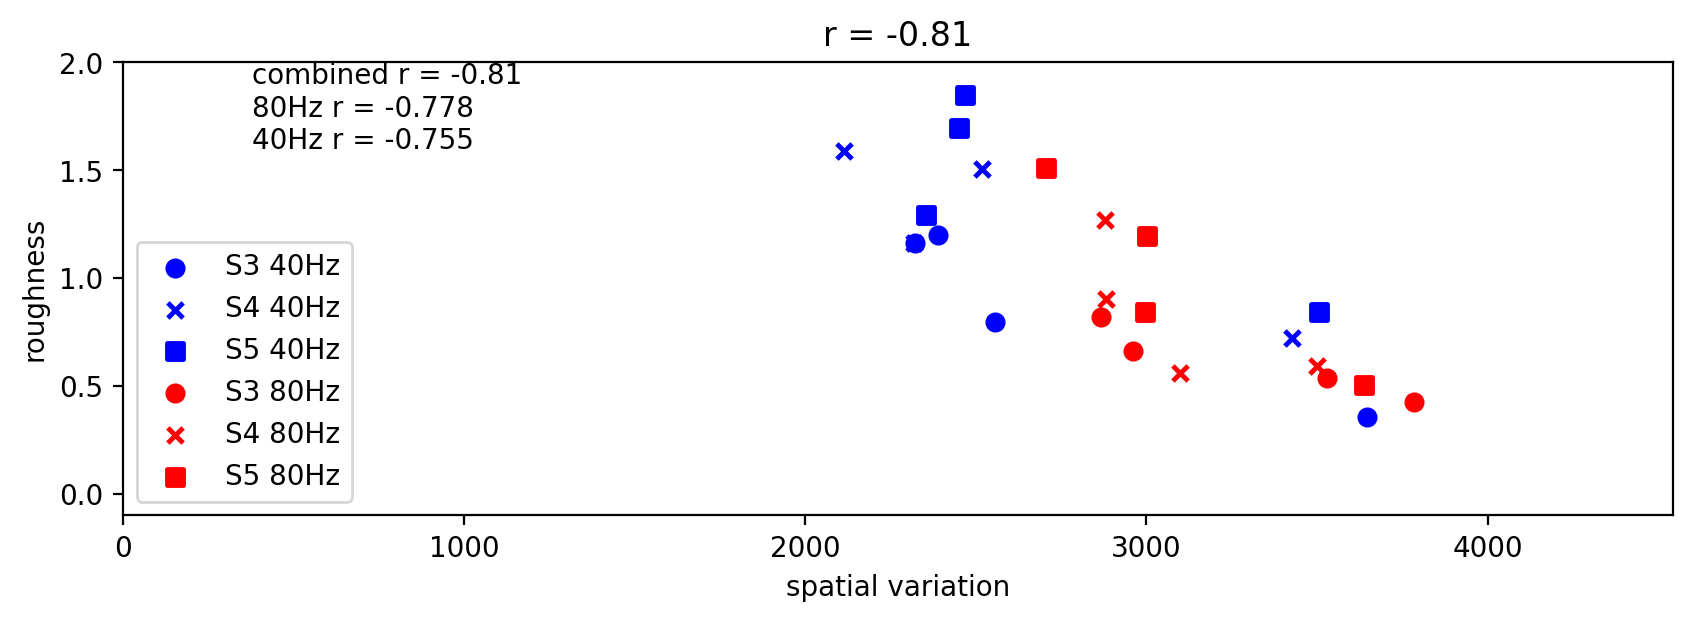 r = -0.81
combined r = -0.81
80Hz r = -0.778
40Hz r = -0.755
2.0
1.5
1.0
0.5
0.0
roughness
S3 40Hz
S4 40Hz
S5 40Hz
S3 80Hz
S4 80Hz
S5 80Hz
0 1000 2000 3000 4000
spatial variation